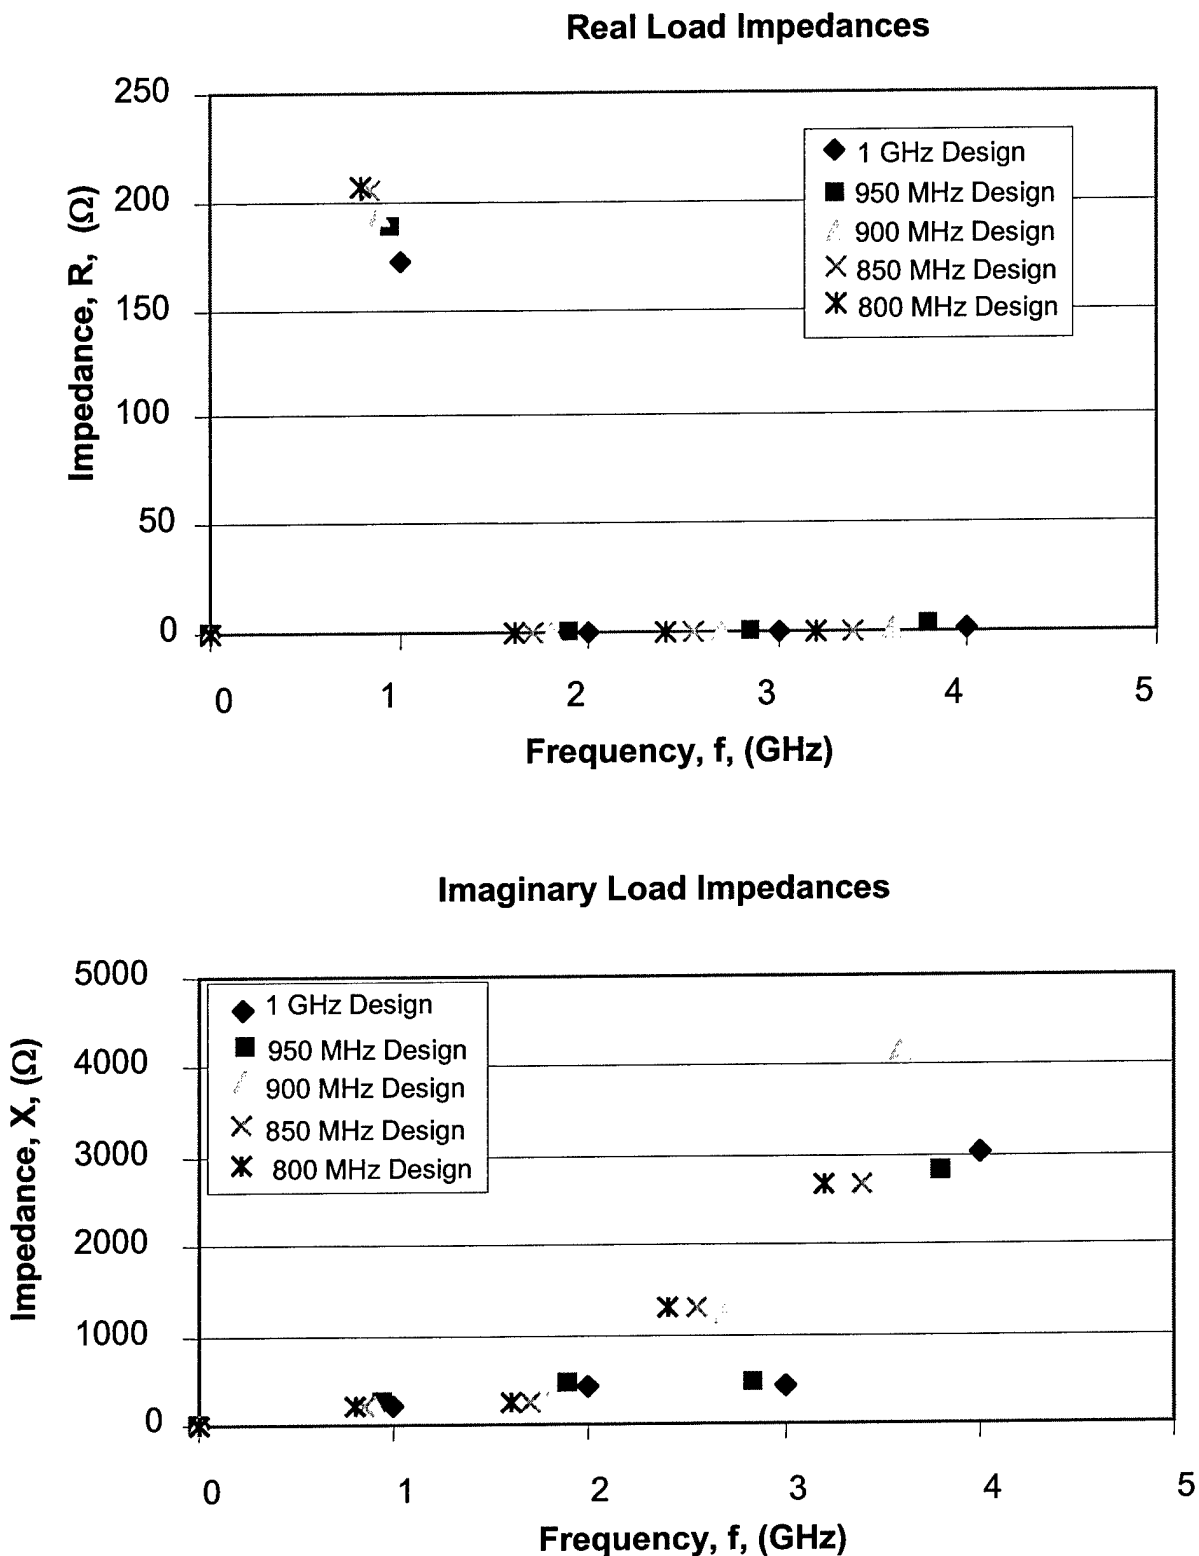 Real Load Impedances
250
200
150
100
50
0
Impedance, R, (Ω)
1 GHz Design
950 MHz Design
900 MHz Design
850 MHz Design
800 MHz Design
0 1 2 3 4 5
Frequency, f, (GHz)
Imaginary Load Impedances
5000
4000
3000
2000
1000
0
Impedance, X, (Ω)
1 GHz Design
950 MHz Design
900 MHz Design
850 MHz Design
800 MHz Design
0 1 2 3 4 5
Frequency, f, (GHz)